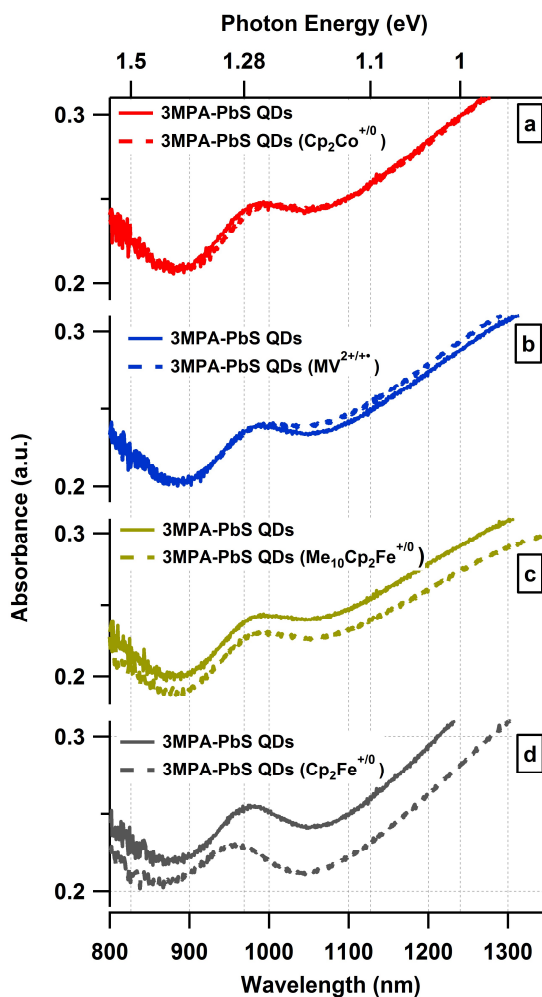 Photon Energy (eV)
1.5 1.28 1.1 1
0.3
3MPA-PbS QDs
3MPA-PbS QDs (Cp₂Co⁺ᐟ⁰)
a
0.2
0.3
3MPA-PbS QDs
3MPA-PbS QDs (MV²⁺ᐟ⁺•)
b
0.2
Absorbance (a.u.)
0.3
3MPA-PbS QDs
3MPA-PbS QDs (Me₁₀Cp₂Fe⁺ᐟ⁰)
c
0.2
0.3
3MPA-PbS QDs
3MPA-PbS QDs (Cp₂Fe⁺ᐟ⁰)
d
0.2
800 900 1000 1100 1200 1300
Wavelength (nm)